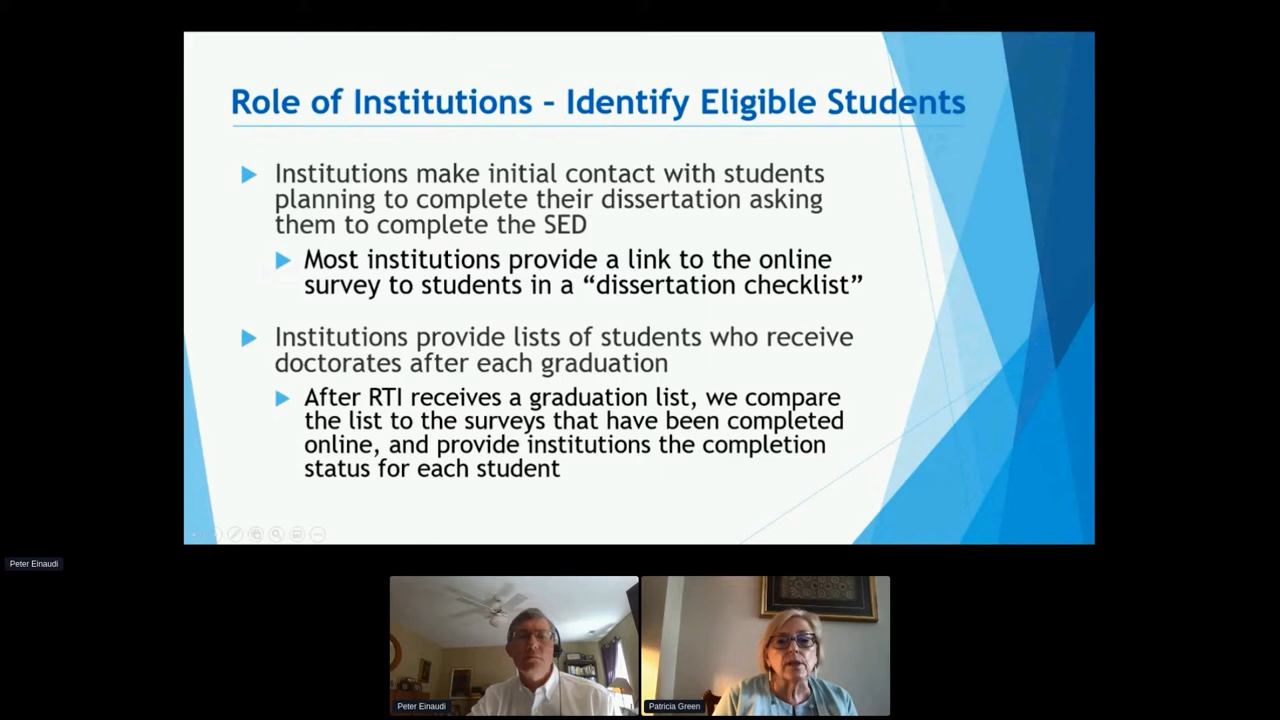 Role of Institutions – Identify Eligible Students
Institutions make initial contact with students
planning to complete their dissertation asking
them to complete the SED
Most institutions provide a link to the online
survey to students in a “dissertation checklist”
Institutions provide lists of students who receive
doctorates after each graduation
After RTI receives a graduation list, we compare
the list to the surveys that have been completed
online, and provide institutions the completion
status for each student
Peter Einaudi
Peter Einaudi
Patricia Green